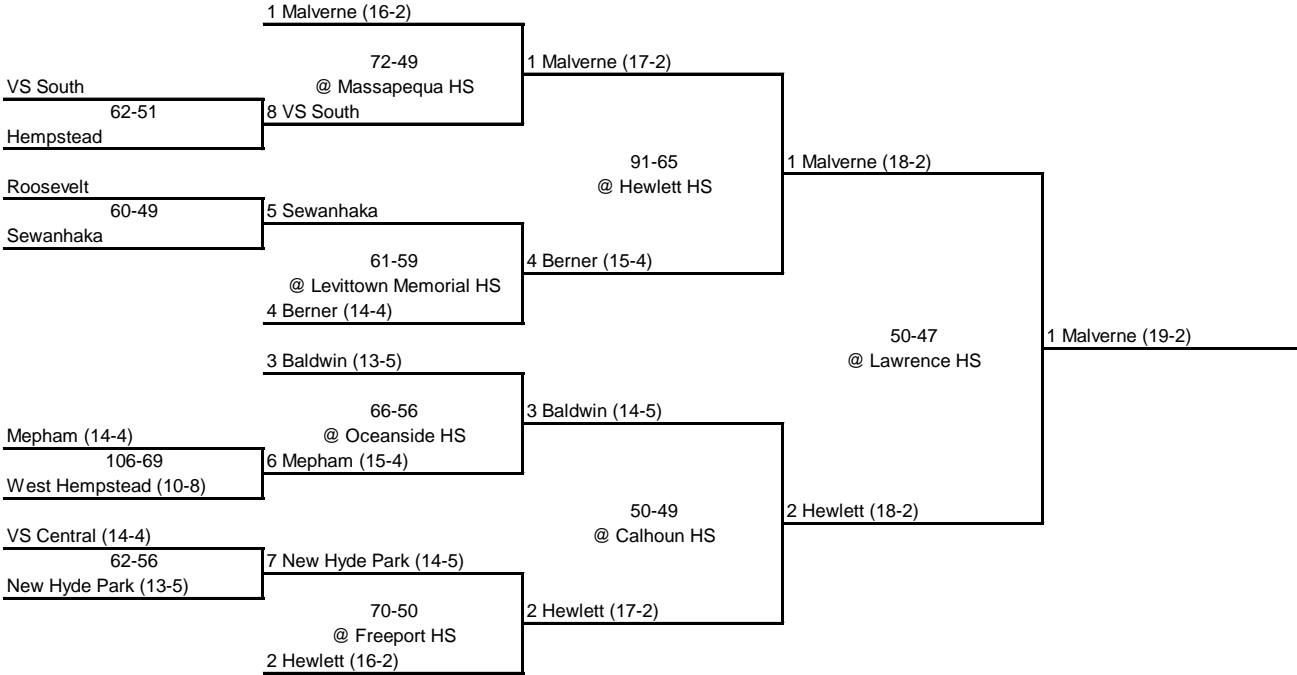 1 Malverne (16-2)
72-49
@ Massapequa HS
1 Malverne (17-2)
VS South
62-51
8 VS South
Hempstead
91-65
@ Hewlett HS
1 Malverne (18-2)
Roosevelt
60-49
5 Sewanhaka
Sewanhaka
61-59
@ Levittown Memorial HS
4 Berner (15-4)
4 Berner (14-4)
50-47
@ Lawrence HS
1 Malverne (19-2)
3 Baldwin (13-5)
66-56
@ Oceanside HS
3 Baldwin (14-5)
Mepham (14-4)
106-69
6 Mepham (15-4)
West Hempstead (10-8)
50-49
@ Calhoun HS
2 Hewlett (18-2)
VS Central (14-4)
62-56
7 New Hyde Park (14-5)
New Hyde Park (13-5)
70-50
@ Freeport HS
2 Hewlett (17-2)
2 Hewlett (16-2)